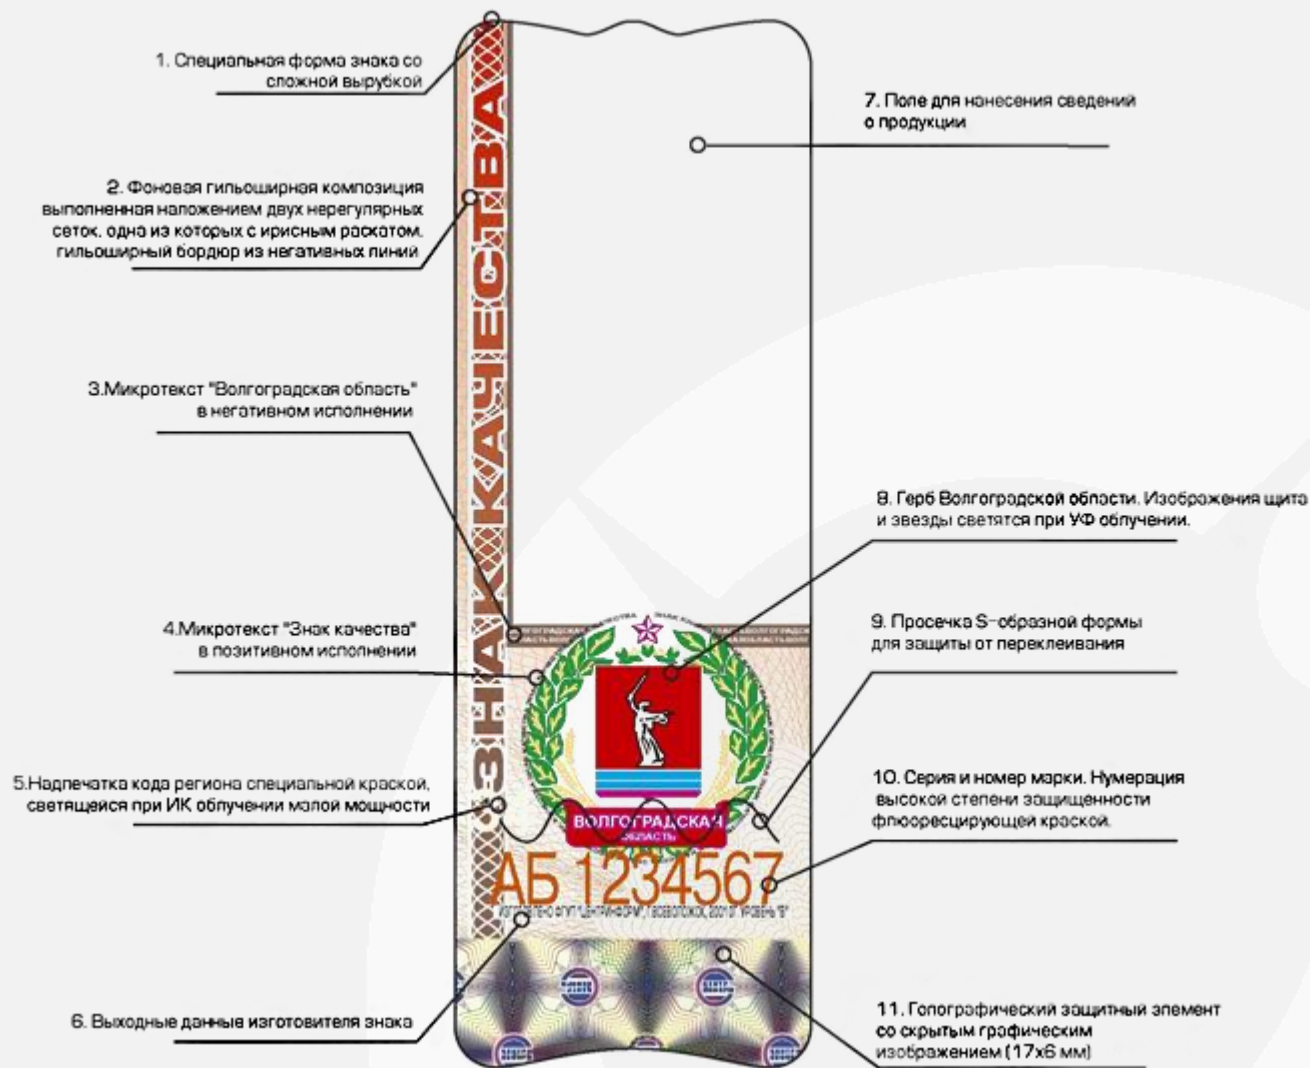 1. Специальная форма знака со
сложной вырубкой
2. Фоновая гильоширная композиция
выполненная наложением двух нерегулярных
сеток, одна из которых с ирисным раскатом,
гильоширный бордюр из негативных линий
3.Микротекст "Волгоградская область"
в негативном исполнении
4.Микротекст "Знак качества"
в позитивном исполнении
5.Надпечатка кода региона специальной краской,
светящейся при ИК облучении малой мощности
6. Выходные данные изготовителя знака
ЗНАК КАЧЕСТВА
ВОЛГОГРАДСКАЯ
ОБЛАСТЬ
АБ 1234567
ИЗГОТОВЛЕНО ФГУП "ЦЕНТРИНФОРМ", Г.ВСЕВОЛОЖСК, УРОВЕНЬ "В"
7. Поле для нанесения сведений
о продукции
8. Герб Волгоградской области. Изображения щита
и звезды светятся при УФ облучении.
9. Просечка S-образной формы
для защиты от переклеивания
10. Серия и номер марки. Нумерация
высокой степени защищенности
флюоресцирующей краской.
11. Голографический защитный элемент
со скрытым графическим
изображением (17х6 мм)